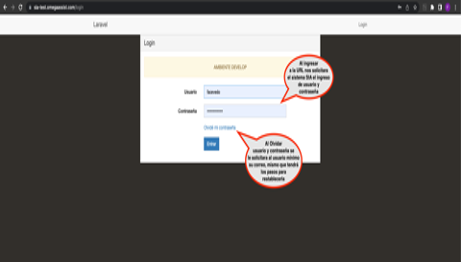 sia-test.omegaasist.com/login
Laravel
Login
Login
AMBIENTE DEVELOP
Usuario
Contraseña
Olvidé mi contraseña
Entrar
Al ingresar
a la URL nos solicitara
el sistema SIA el ingreso
de usuario y
contraseña
Al Olvidar
usuario y contraseña se
le solicitara al usuario mínimo
su correo, mismo que tendrá
los pasos para
restablecerla